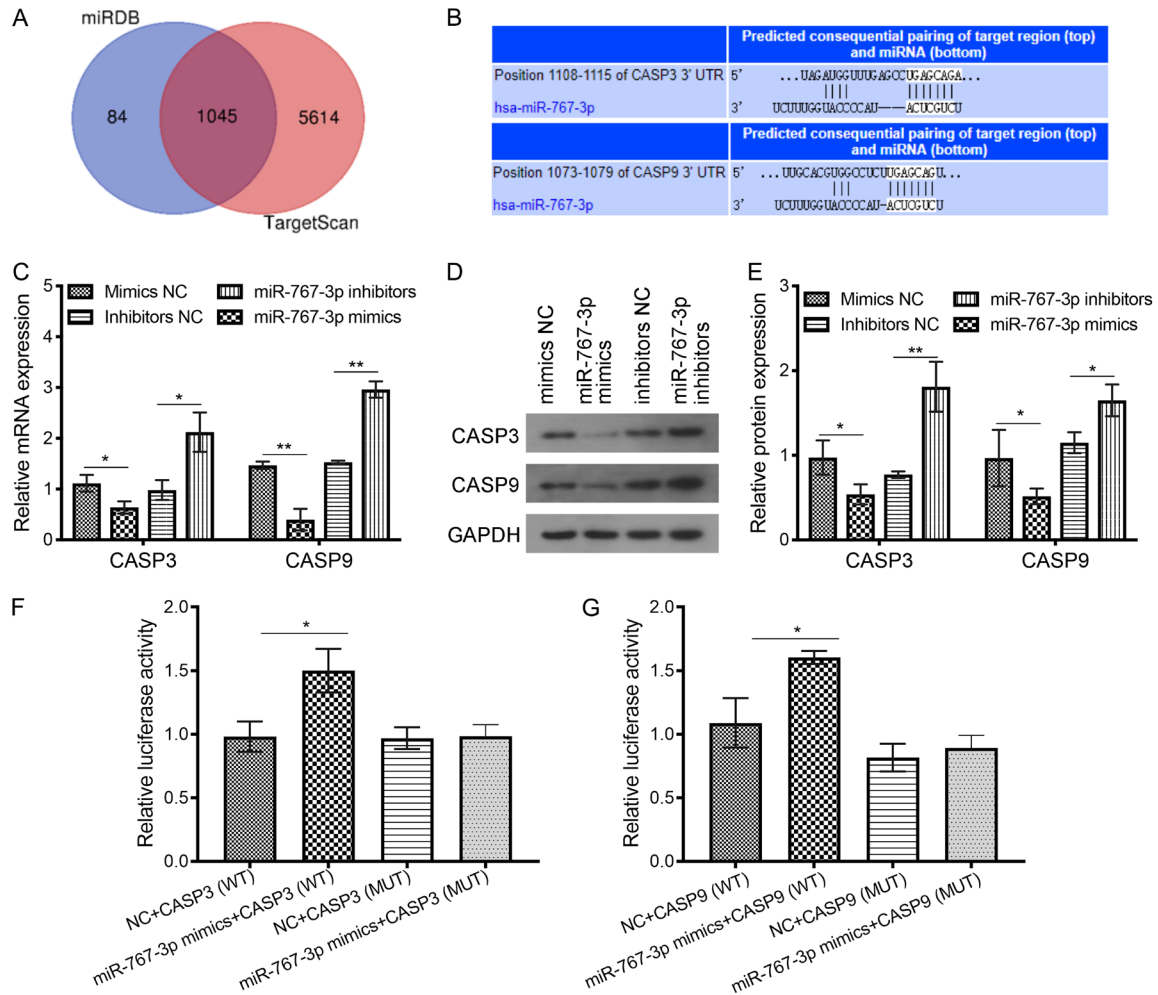 A
miRDB
84
1045
5614
TargetScan
B
Predicted consequential pairing of target region (top)
and miRNA (bottom)
Position 1108-1115 of CASP3 3' UTR 5' ...UAGAUGGUUUGAGCCUGAGCAGA...
hsa-miR-767-3p 3' UCUUUGGUACCCCAU——ACUCGUCU
Predicted consequential pairing of target region (top)
and miRNA (bottom)
Position 1073-1079 of CASP9 3' UTR 5' ...UUGCACGUGGCCUCUUGAGCAGU...
hsa-miR-767-3p 3' UCUUUGGUACCCCAU—ACUCGUCU
C
Relative mRNA expression
5
4
3
2
1
0
Mimics NC
Inhibitors NC
miR-767-3p inhibitors
miR-767-3p mimics
*
*
**
**
CASP3
CASP9
D
mimics NC
miR-767-3p
mimics
inhibitors NC
miR-767-3p
inhibitors
CASP3
CASP9
GAPDH
E
Relative protein expression
3
2
1
0
Mimics NC
Inhibitors NC
miR-767-3p inhibitors
miR-767-3p mimics
*
**
*
*
CASP3
CASP9
F
Relative luciferase activity
2.0
1.5
1.0
0.5
0.0
*
NC+CASP3 (WT)
miR-767-3p mimics+CASP3 (WT)
NC+CASP3 (MUT)
miR-767-3p mimics+CASP3 (MUT)
G
Relative luciferase activity
2.0
1.5
1.0
0.5
0.0
*
NC+CASP9 (WT)
miR-767-3p mimics+CASP9 (WT)
NC+CASP9 (MUT)
miR-767-3p mimics+CASP9 (MUT)